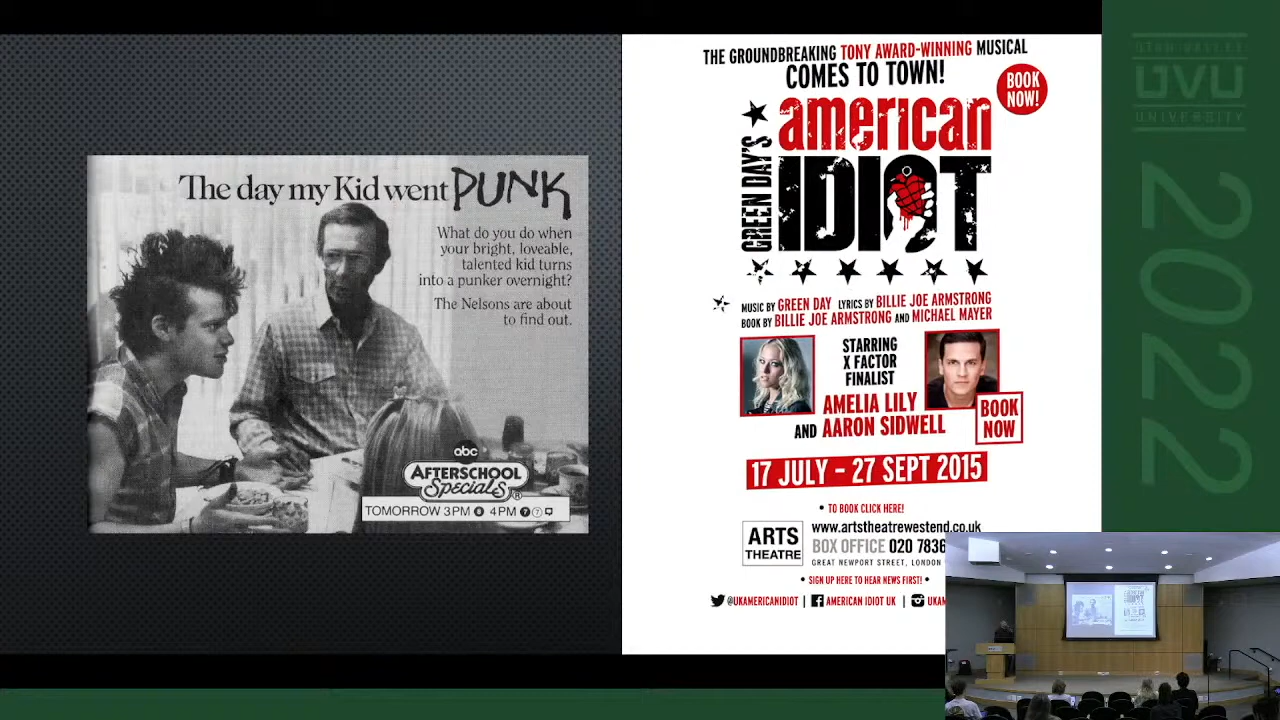 The day my Kid went PUNK
What do you do when
your bright, loveable,
talented kid turns
into a punker overnight?
The Nelsons are about
to find out.
abc
AFTERSCHOOL
Specials®
TOMORROW 3PM 4PM
THE GROUNDBREAKING TONY AWARD-WINNING MUSICAL
COMES TO TOWN!
BOOK
NOW!
GREEN DAY'S
american
IDIOT
MUSIC BY GREEN DAY LYRICS BY BILLIE JOE ARMSTRONG
BOOK BY BILLIE JOE ARMSTRONG AND MICHAEL MAYER
STARRING
X FACTOR
FINALIST
AMELIA LILY
AND AARON SIDWELL
BOOK
NOW
17 JULY - 27 SEPT 2015
• TO BOOK CLICK HERE!
ARTS
THEATRE
www.artstheatrewestend.co.uk
BOX OFFICE 020 7836
GREAT NEWPORT STREET, LONDON
• SIGN UP HERE TO HEAR NEWS FIRST! •
@UKAMERICANIDIOT | AMERICAN IDIOT UK | UKAM
UTAH VALLEY
UVU
UNIVERSITY
2022